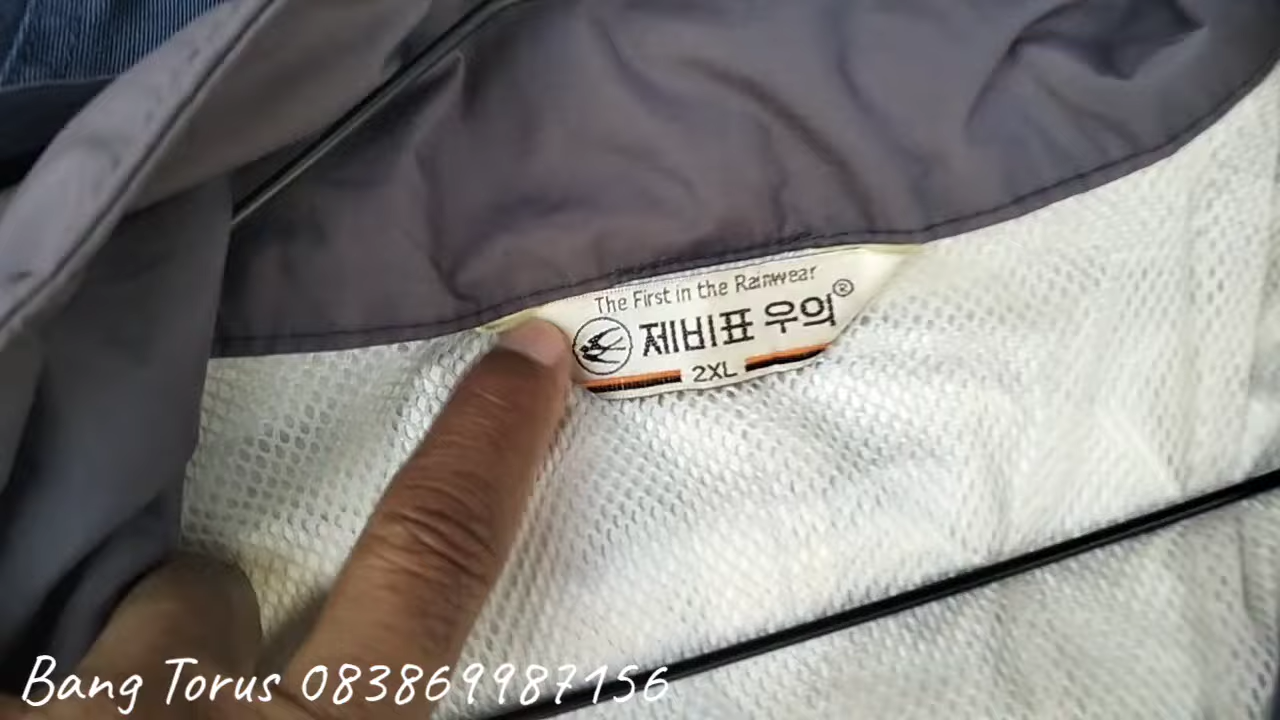 The First in the Rainwear
제비표 우의®
2XL
Bang Torus 083869987156